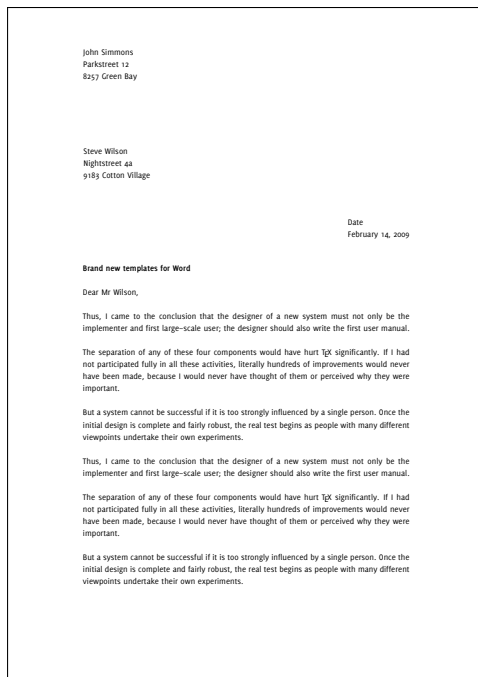 John Simmons
Parkstreet 12
8257 Green Bay
Steve Wilson
Nightstreet 4a
9183 Cotton Village
Date
February 14, 2009
Brand new templates for Word
Dear Mr Wilson,
Thus, I came to the conclusion that the designer of a new system must not only be the
implementer and first large-scale user; the designer should also write the first user manual.
The separation of any of these four components would have hurt TEX significantly. If I had
not participated fully in all these activities, literally hundreds of improvements would never
have been made, because I would never have thought of them or perceived why they were
important.
But a system cannot be successful if it is too strongly influenced by a single person. Once the
initial design is complete and fairly robust, the real test begins as people with many different
viewpoints undertake their own experiments.
Thus, I came to the conclusion that the designer of a new system must not only be the
implementer and first large-scale user; the designer should also write the first user manual.
The separation of any of these four components would have hurt TEX significantly. If I had
not participated fully in all these activities, literally hundreds of improvements would never
have been made, because I would never have thought of them or perceived why they were
important.
But a system cannot be successful if it is too strongly influenced by a single person. Once the
initial design is complete and fairly robust, the real test begins as people with many different
viewpoints undertake their own experiments.